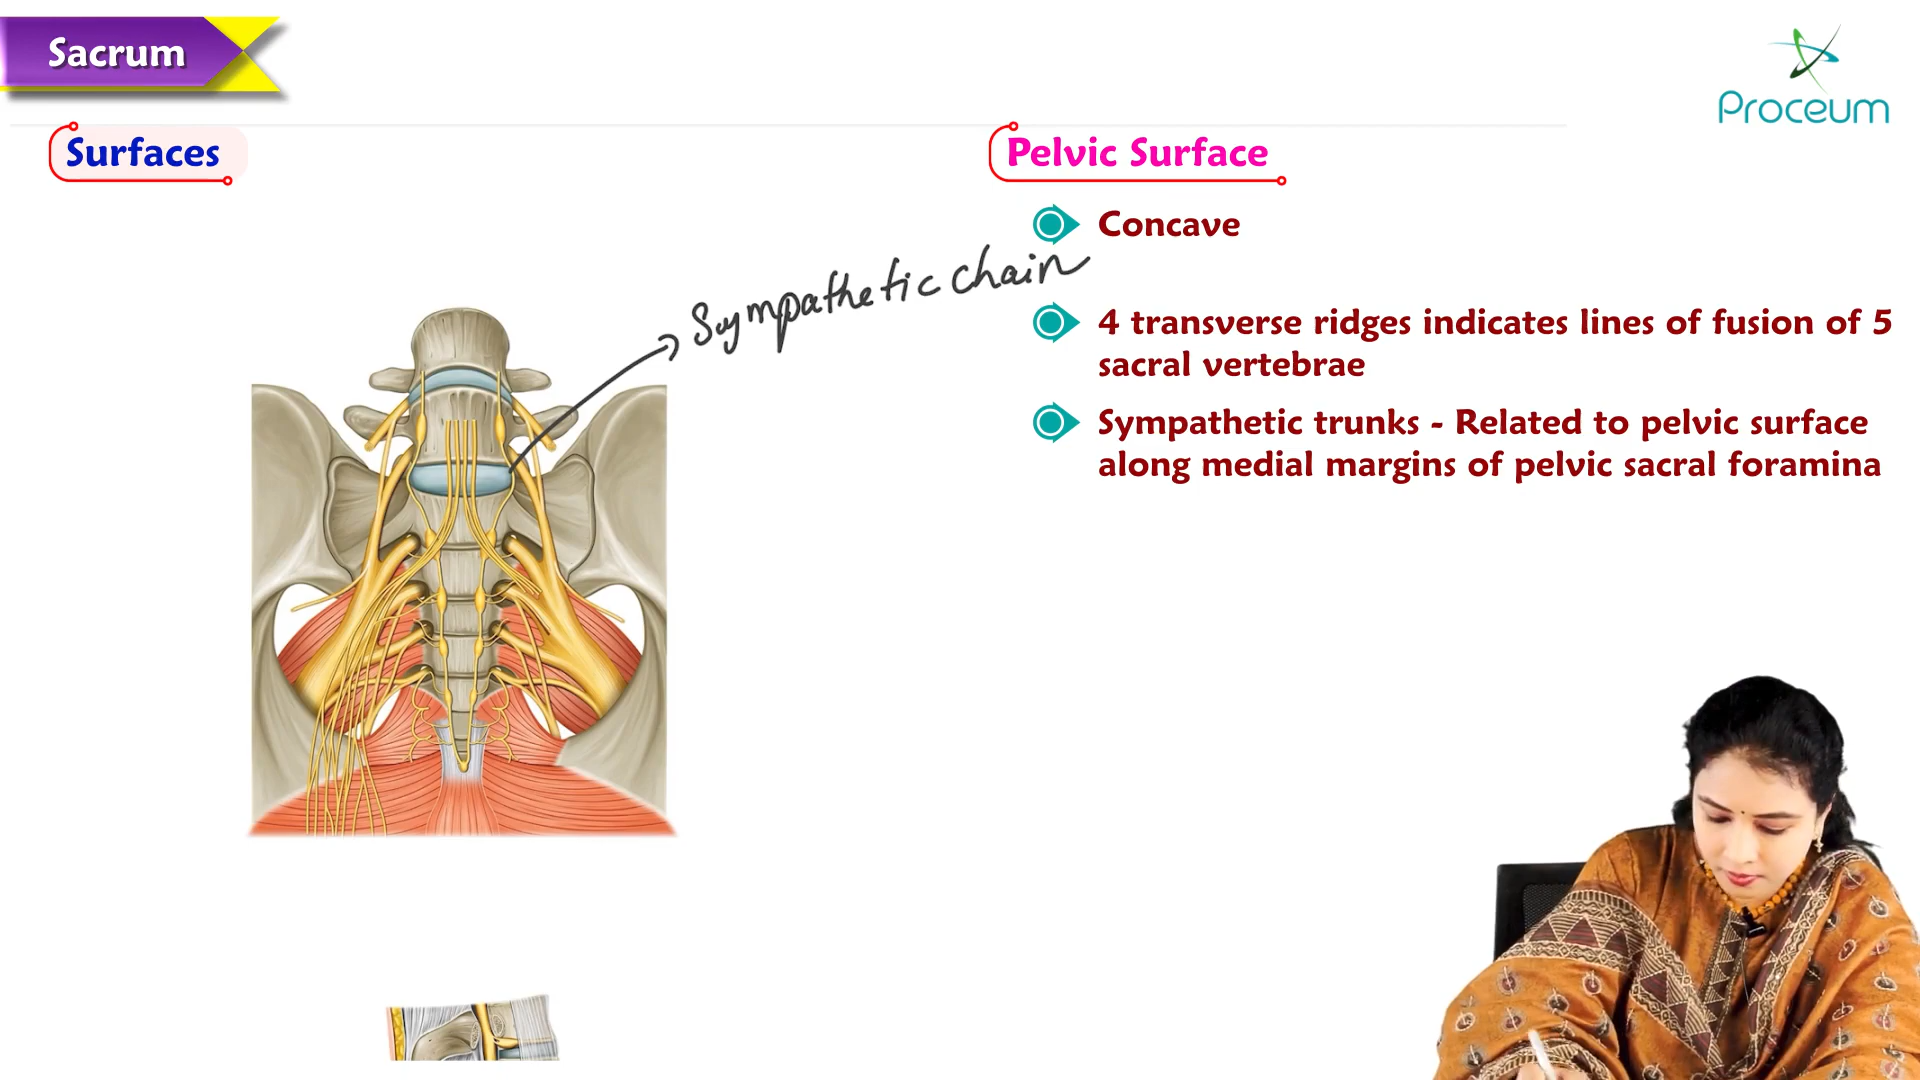 Sacrum
Proceum
Surfaces
Pelvic Surface
Concave
Sympathetic chain
4 transverse ridges indicates lines of fusion of 5
sacral vertebrae
Sympathetic trunks - Related to pelvic surface
along medial margins of pelvic sacral foramina